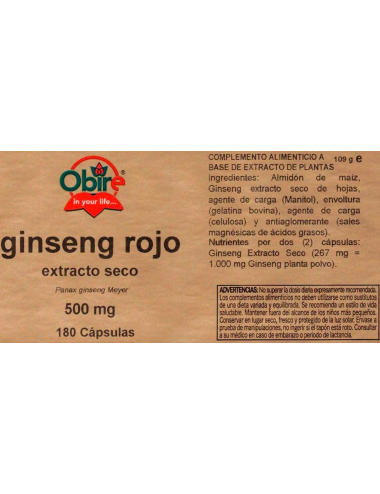 Obire
in your life...
ginseng rojo
extracto seco
Panax ginseng Meyer
500 mg
180 Cápsulas
COMPLEMENTO ALIMENTICIO A
BASE DE EXTRACTO DE PLANTAS
109 g e
Ingredientes: Almidón de maíz,
Ginseng extracto seco de hojas,
agente de carga (Manitol), envoltura
(gelatina bovina), agente de carga
(celulosa) y antiaglomerante (sales
magnésicas de ácidos grasos).
Nutrientes por dos (2) cápsulas:
Ginseng Extracto Seco (267 mg =
1.000 mg Ginseng planta polvo).
ADVERTENCIAS: No superar la dosis diaria expresamente recomendada.
Los complementos alimenticios no deben utilizarse como sustitutos
de una dieta variada y equilibrada. Se recomienda un estilo de vida
saludable. Mantener fuera del alcance de los niños más pequeños.
Conservar en lugar seco, fresco y protegido de la luz solar. Envase a
prueba de manipulaciones, no ingerir si el tapón está roto. Consultar
a su médico en caso de embarazo o período de lactancia.